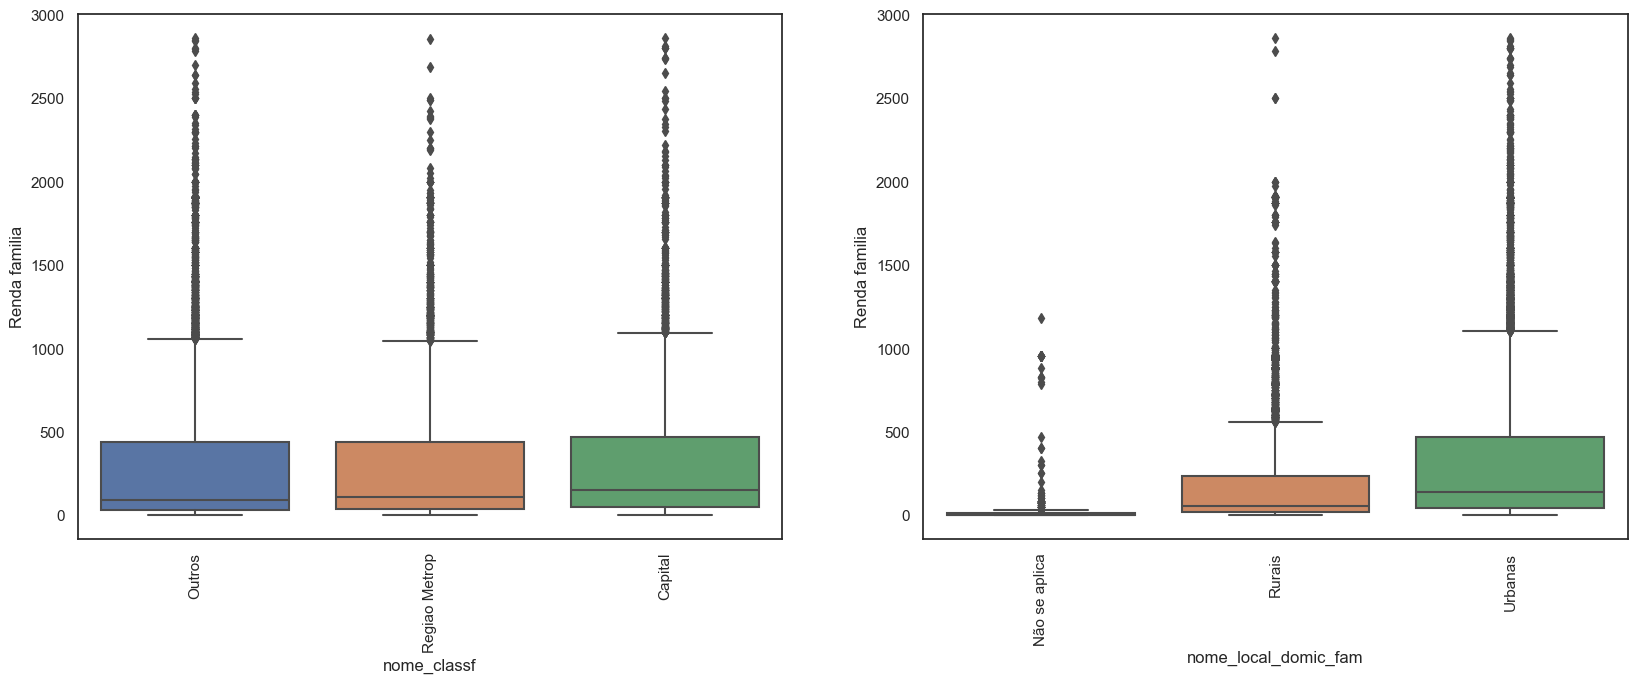 3000
2500
2000
1500
1000
500
0
Renda familia
Outros
Regiao Metrop
Capital
nome_classf
3000
2500
2000
1500
1000
500
0
Renda familia
Não se aplica
Rurais
Urbanas
nome_local_domic_fam